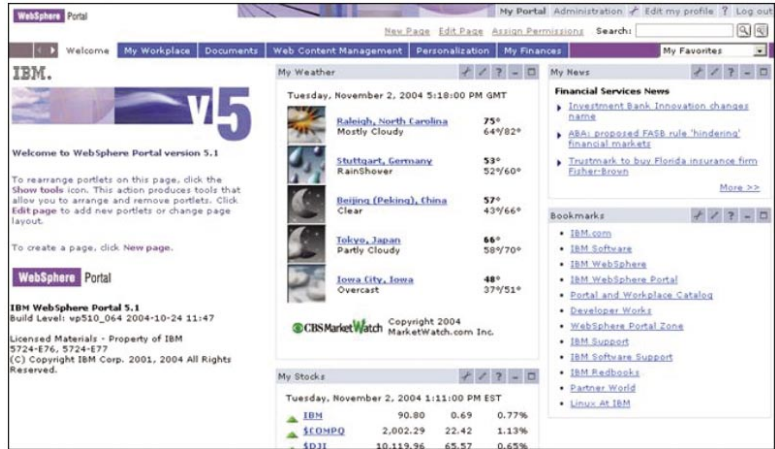 WebSphere Portal
My Portal Administration Edit my profile ? Log out
New Page Edit Page Assign Permissions Search:
Welcome My Workplace Documents Web Content Management Personalization My Finances My Favorites
IBM.
v5
Welcome to WebSphere Portal version 5.1
To rearrange portlets on this page, click the
Show tools icon. This action produces tools that
allow you to arrange and remove portlets. Click
Edit page to add new portlets or change page
layout.
To create a page, click New page.
WebSphere Portal
IBM WebSphere Portal 5.1
Build Level: wp510_064 2004-10-24 11:47
Licensed Materials - Property of IBM
5724-E76, 5724-E77
(C) Copyright IBM Corp. 2001, 2004 All Rights
Reserved.
My Weather
Tuesday, November 2, 2004 5:18:00 PM GMT
Raleigh, North Carolina 75°
Mostly Cloudy 64°/82°
Stuttgart, Germany 53°
RainShower 52°/60°
Beijing (Peking), China 57°
Clear 43°/66°
Tokyo, Japan 66°
Partly Cloudy 58°/70°
Iowa City, Iowa 48°
Overcast 37°/51°
CBSMarketWatch Copyright 2004
MarketWatch.com Inc.
My Stocks
Tuesday, November 2, 2004 1:11:00 PM EST
IBM 90.80 0.69 0.77%
$COMPQ 2,002.29 22.42 1.13%
$DJI 10,119.96 65.57 0.65%
My News
Financial Services News
Investment Bank Innovation changes
name
ABA: proposed FASB rule 'hindering'
financial markets
Trustmark to buy Florida insurance firm
Fisher-Brown
More >>
Bookmarks
IBM.com
IBM Software
IBM WebSphere
IBM WebSphere Portal
Portal and Workplace Catalog
Developer Works
WebSphere Portal Zone
IBM Support
IBM Software Support
IBM Redbooks
Partner World
Linux At IBM